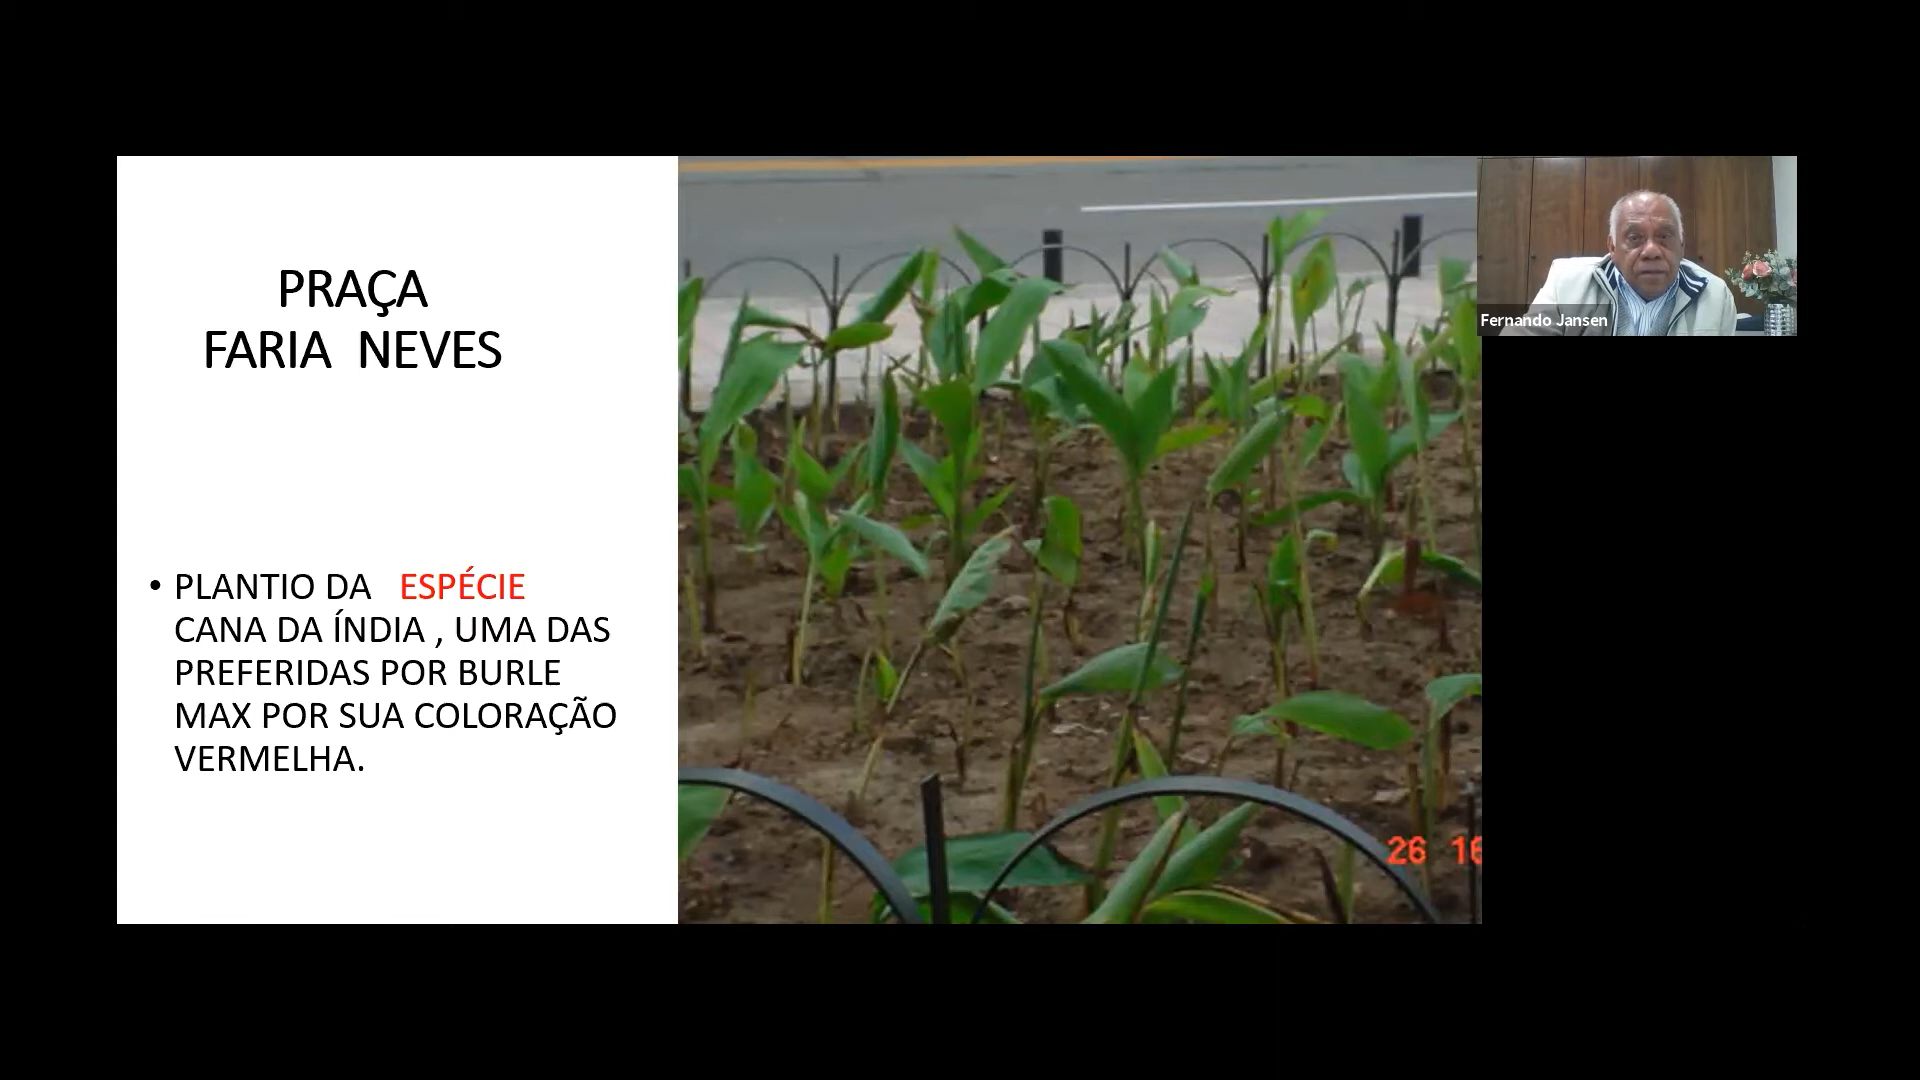 PRAÇA
FARIA NEVES
• PLANTIO DA ESPÉCIE
CANA DA ÍNDIA , UMA DAS
PREFERIDAS POR BURLE
MAX POR SUA COLORAÇÃO
VERMELHA.
Fernando Jansen
26 16